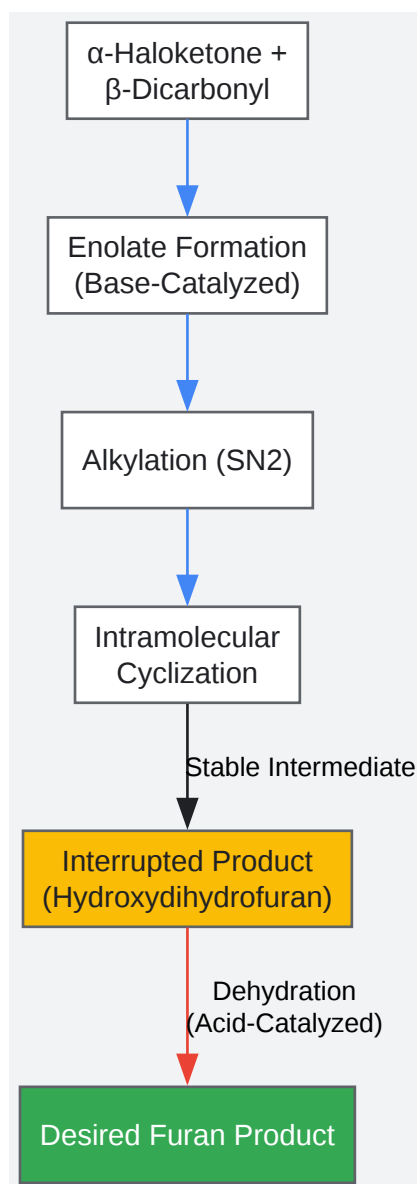 α-Haloketone +
β-Dicarbonyl
Enolate Formation
(Base-Catalyzed)
Alkylation (SN2)
Intramolecular
Cyclization
Stable Intermediate
Interrupted Product
(Hydroxydihydrofuran)
Dehydration
(Acid-Catalyzed)
Desired Furan Product